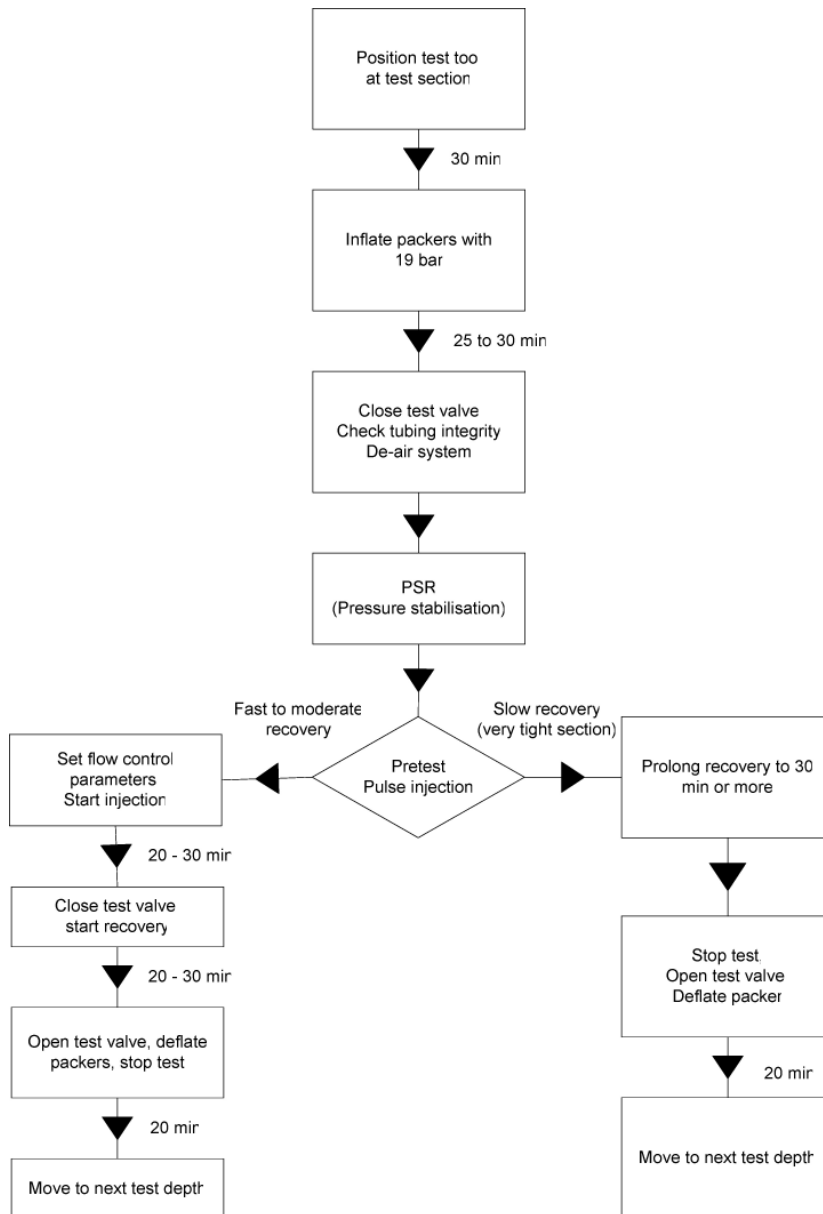 Position test too
at test section
30 min
Inflate packers with
19 bar
25 to 30 min
Close test valve
Check tubing integrity
De-air system
PSR
(Pressure stabilisation)
Fast to moderate
recovery
Slow recovery
(very tight section)
Pretest
Pulse injection
Set flow control
parameters
Start injection
20 - 30 min
Close test valve
start recovery
20 - 30 min
Open test valve, deflate
packers, stop test
20 min
Move to next test depth
Prolong recovery to 30
min or more
Stop test,
Open test valve
Deflate packer
20 min
Move to next test depth